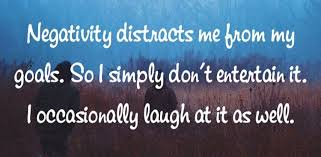 Negativity distracts me from my
goals. So I simply don't entertain it.
I occasionally laugh at it as well.